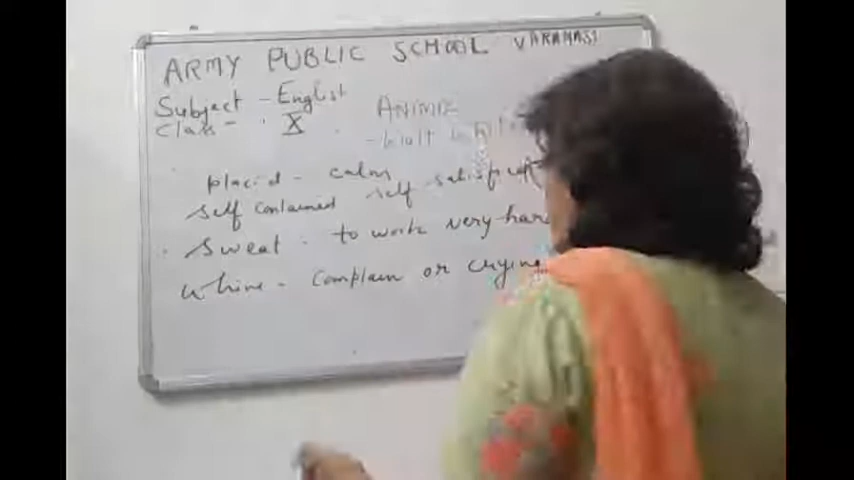 ARMY PUBLIC SCHOOL VARANASI
Subject - English
Class - X
ANIMALS
- Walt
placid - calm
self contained self satisfied
sweat - to work very hard
whine - complain or crying